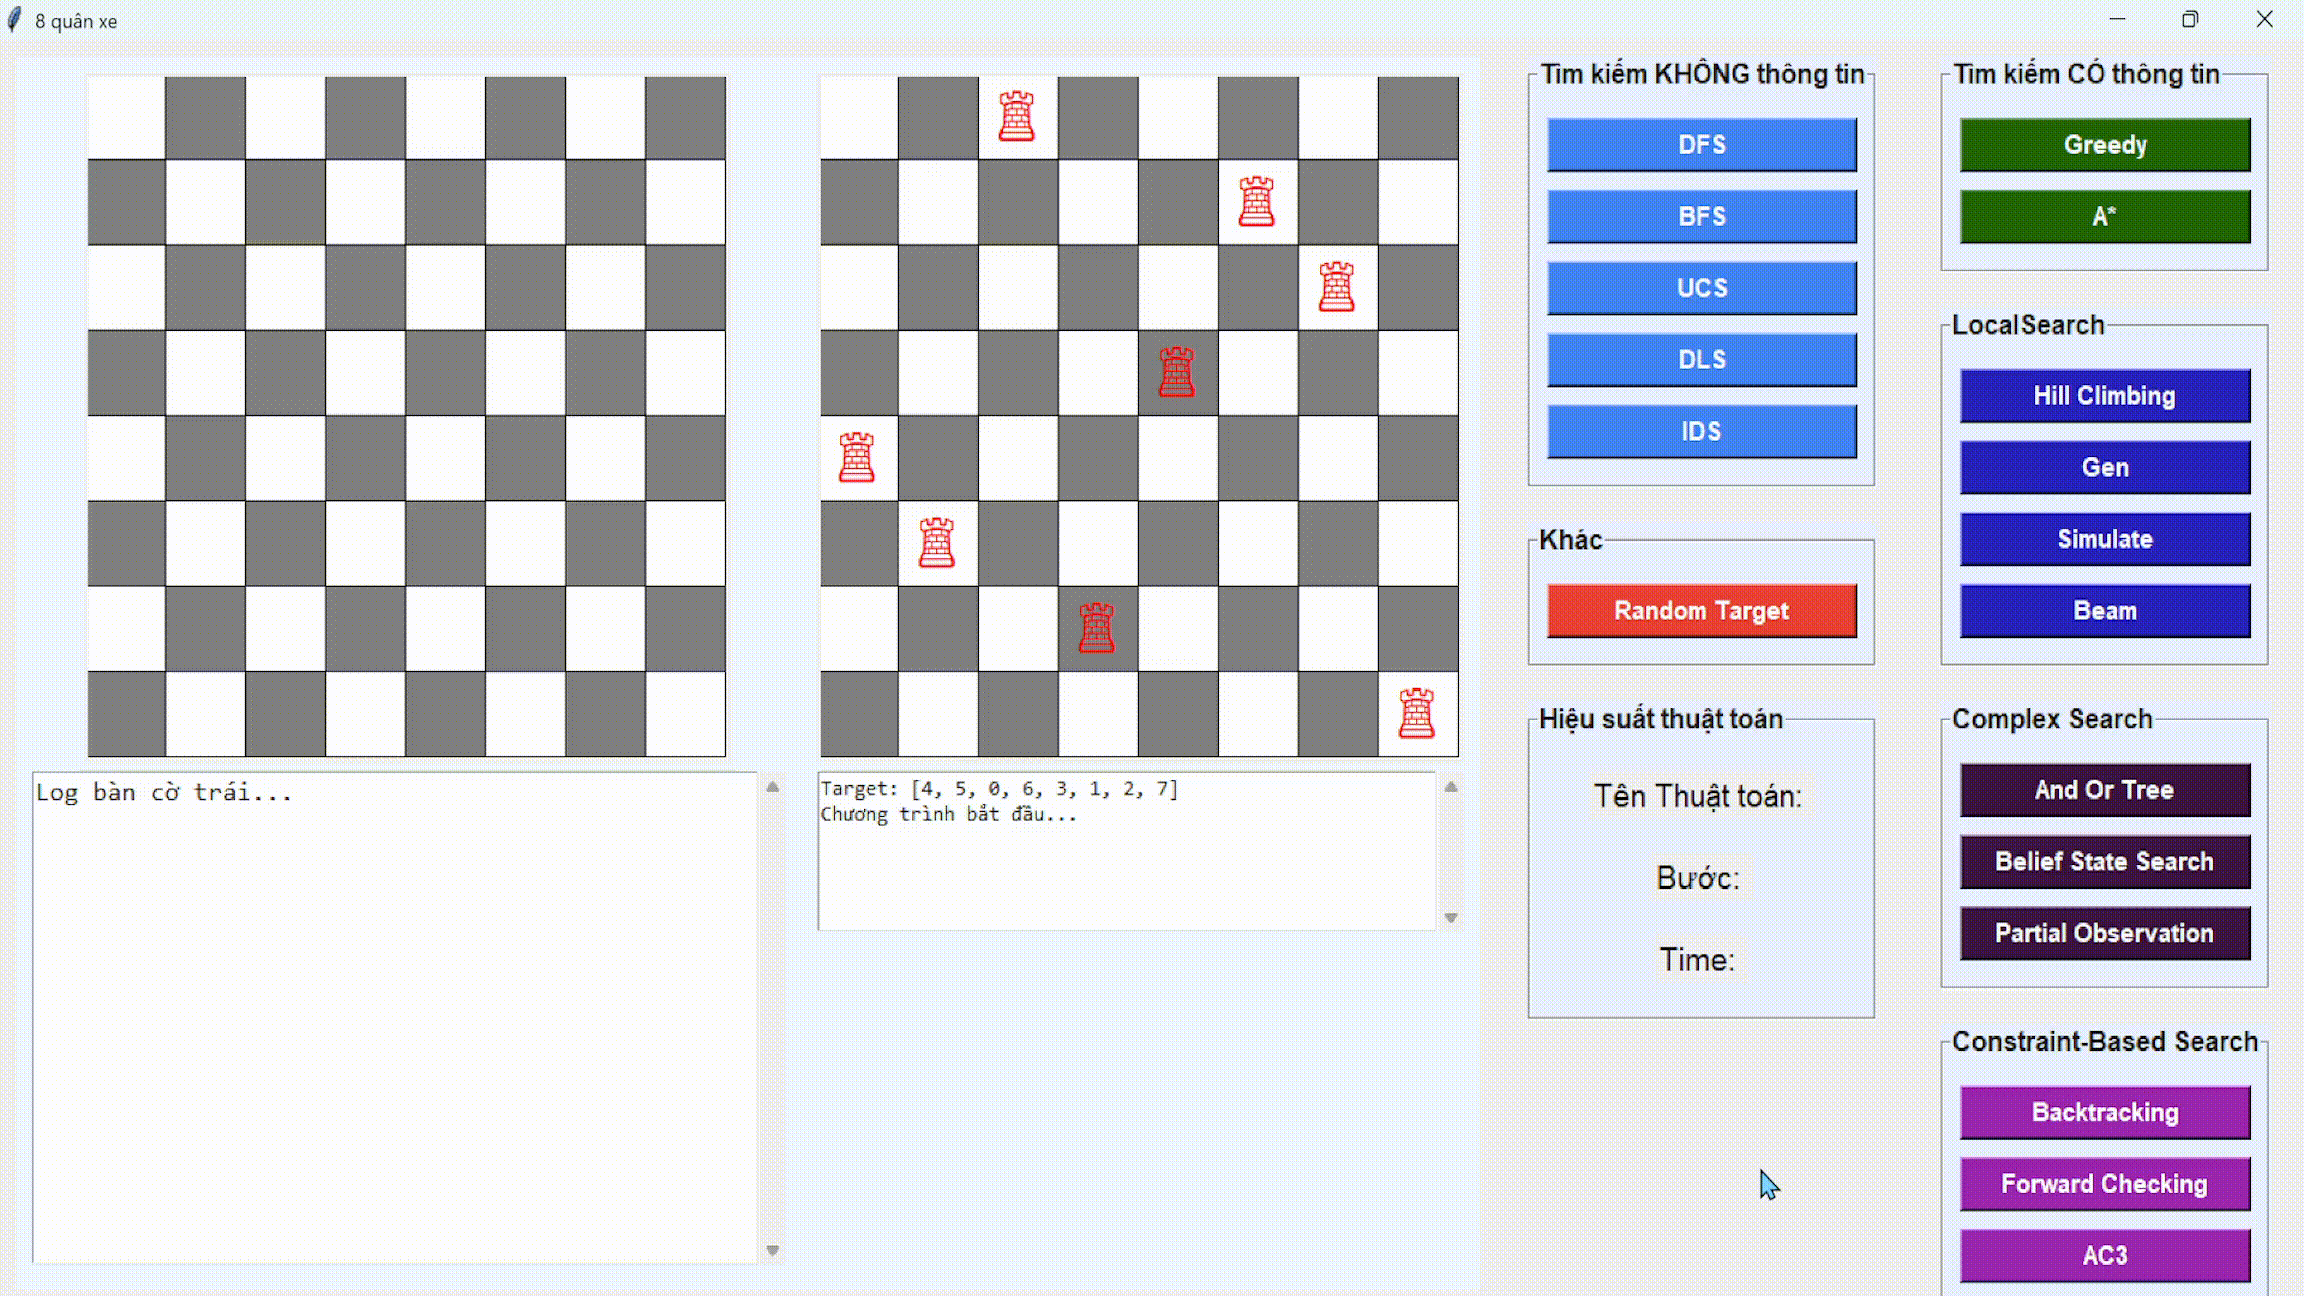 8 quân xe
Log bàn cờ trái...
Target: [4, 5, 0, 6, 3, 1, 2, 7]
Chương trình bắt đầu...
Tìm kiếm KHÔNG thông tin
DFS
BFS
UCS
DLS
IDS
Khác
Random Target
Hiệu suất thuật toán
Tên Thuật toán:
Bước:
Time:
Tìm kiếm CÓ thông tin
Greedy
A*
LocalSearch
Hill Climbing
Gen
Simulate
Beam
Complex Search
And Or Tree
Belief State Search
Partial Observation
Constraint-Based Search
Backtracking
Forward Checking
AC3